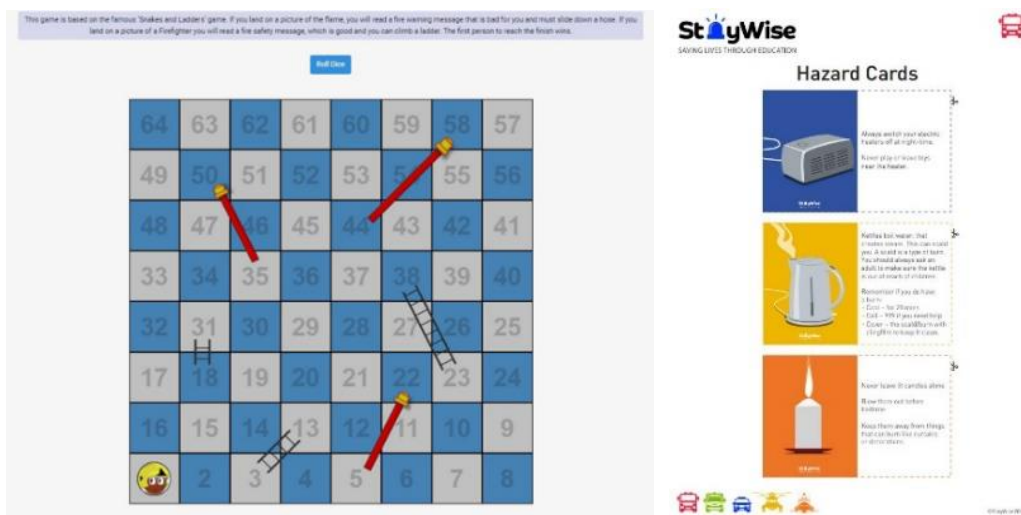 This game is based on the famous 'Snakes and Ladders' game. If you land on a picture of the flame, you will read a fire warning message that is bad for you and must slide down a hose. If you
land on a picture of a Firefighter you will read a fire safety message, which is good and you can climb a ladder. The first person to reach the finish wins.
Roll Dice
64 63 62 61 60 59 58 57
49 50 51 52 53 54 55 56
48 47 46 45 44 43 42 41
33 34 35 36 37 38 39 40
32 31 30 29 28 27 26 25
17 18 19 20 21 22 23 24
16 15 14 13 12 11 10 9
2 3 4 5 6 7 8
StayWise
SAVING LIVES THROUGH EDUCATION
Hazard Cards
Always switch your electric
heaters off at night-time.
Never play or leave toys
near the heater.
StayWise
Kettles boil water, that
creates steam. This can scald
you. A scald is a type of burn.
You should always ask an
adult to make sure the kettle
is out of reach of children.
Remember if you do have
a burn:
- Cool - for 20 mins
- Call - 999 if you need help
- Cover - the scald/burn with
clingfilm to keep it clean.
StayWise
Never leave lit candles alone.
Blow them out before
bedtime.
Keep them away from things
that can burn like curtains
or decorations.
StayWise